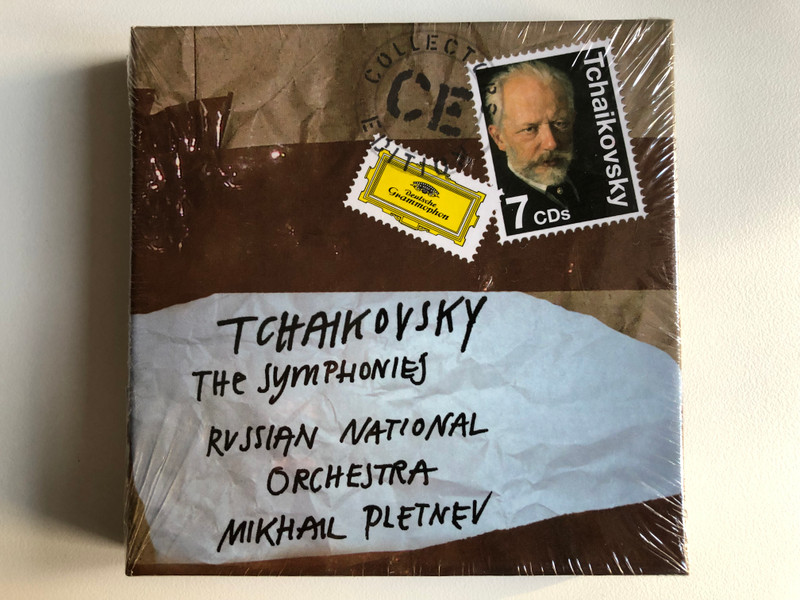 COLLECTORS
CE
EDITION
Tchaikovsky
7 CDs
Deutsche
Grammophon
TCHAIKOVSKY
THE SYMPHONIES
RUSSIAN NATIONAL
ORCHESTRA
MIKHAIL PLETNEV